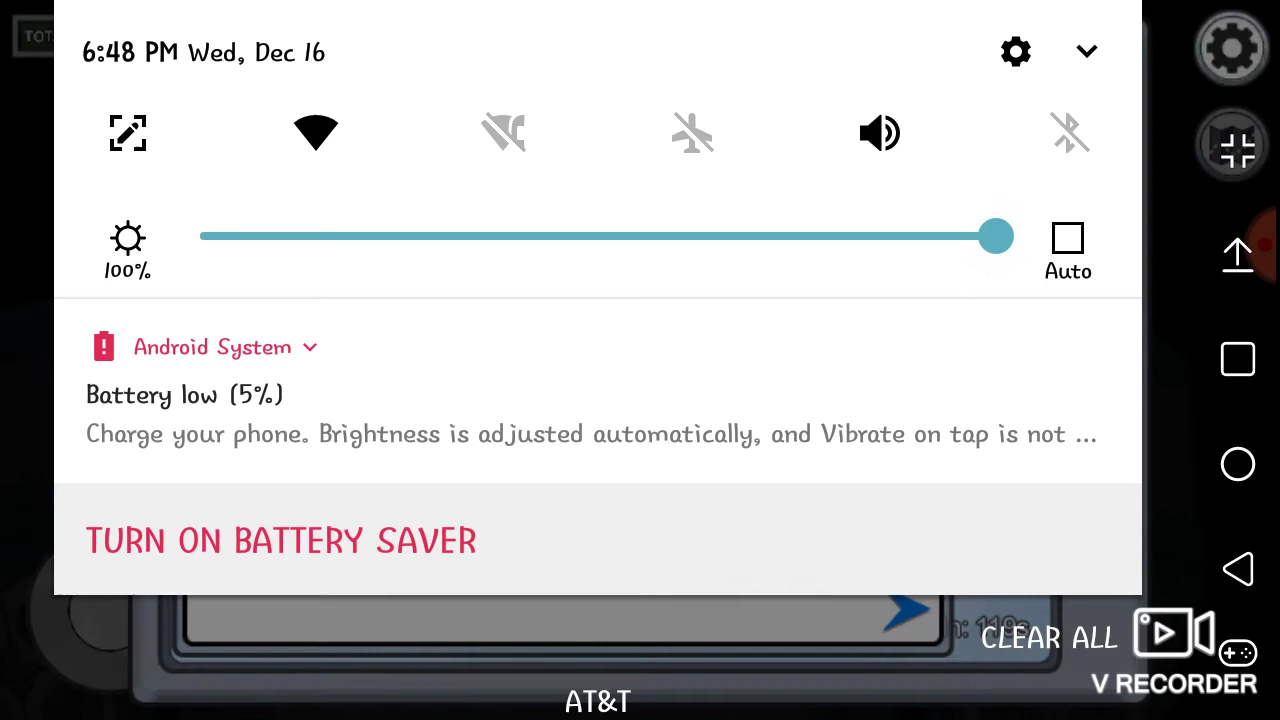 TOT
6:48 PM Wed, Dec 16
100%
Auto
Android System
Battery low (5%)
Charge your phone. Brightness is adjusted automatically, and Vibrate on tap is not ...
TURN ON BATTERY SAVER
CLEAR ALL
V RECORDER
AT&T